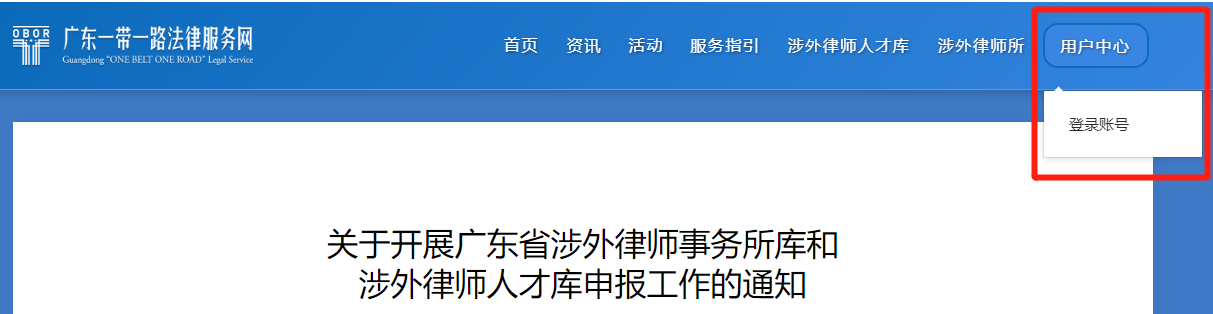 OBOR
广东一带一路法律服务网
Guangdong "ONE BELT ONE ROAD" Legal Service
首页 资讯 活动 服务指引 涉外律师人才库 涉外律师所 用户中心
登录账号
关于开展广东省涉外律师事务所库和
涉外律师人才库申报工作的通知